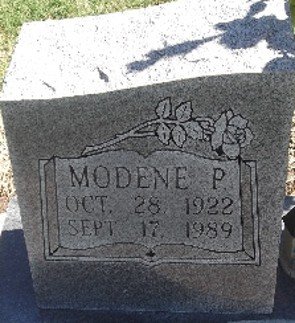 MODENE P.
OCT. 28, 1922
SEPT. 17, 1989